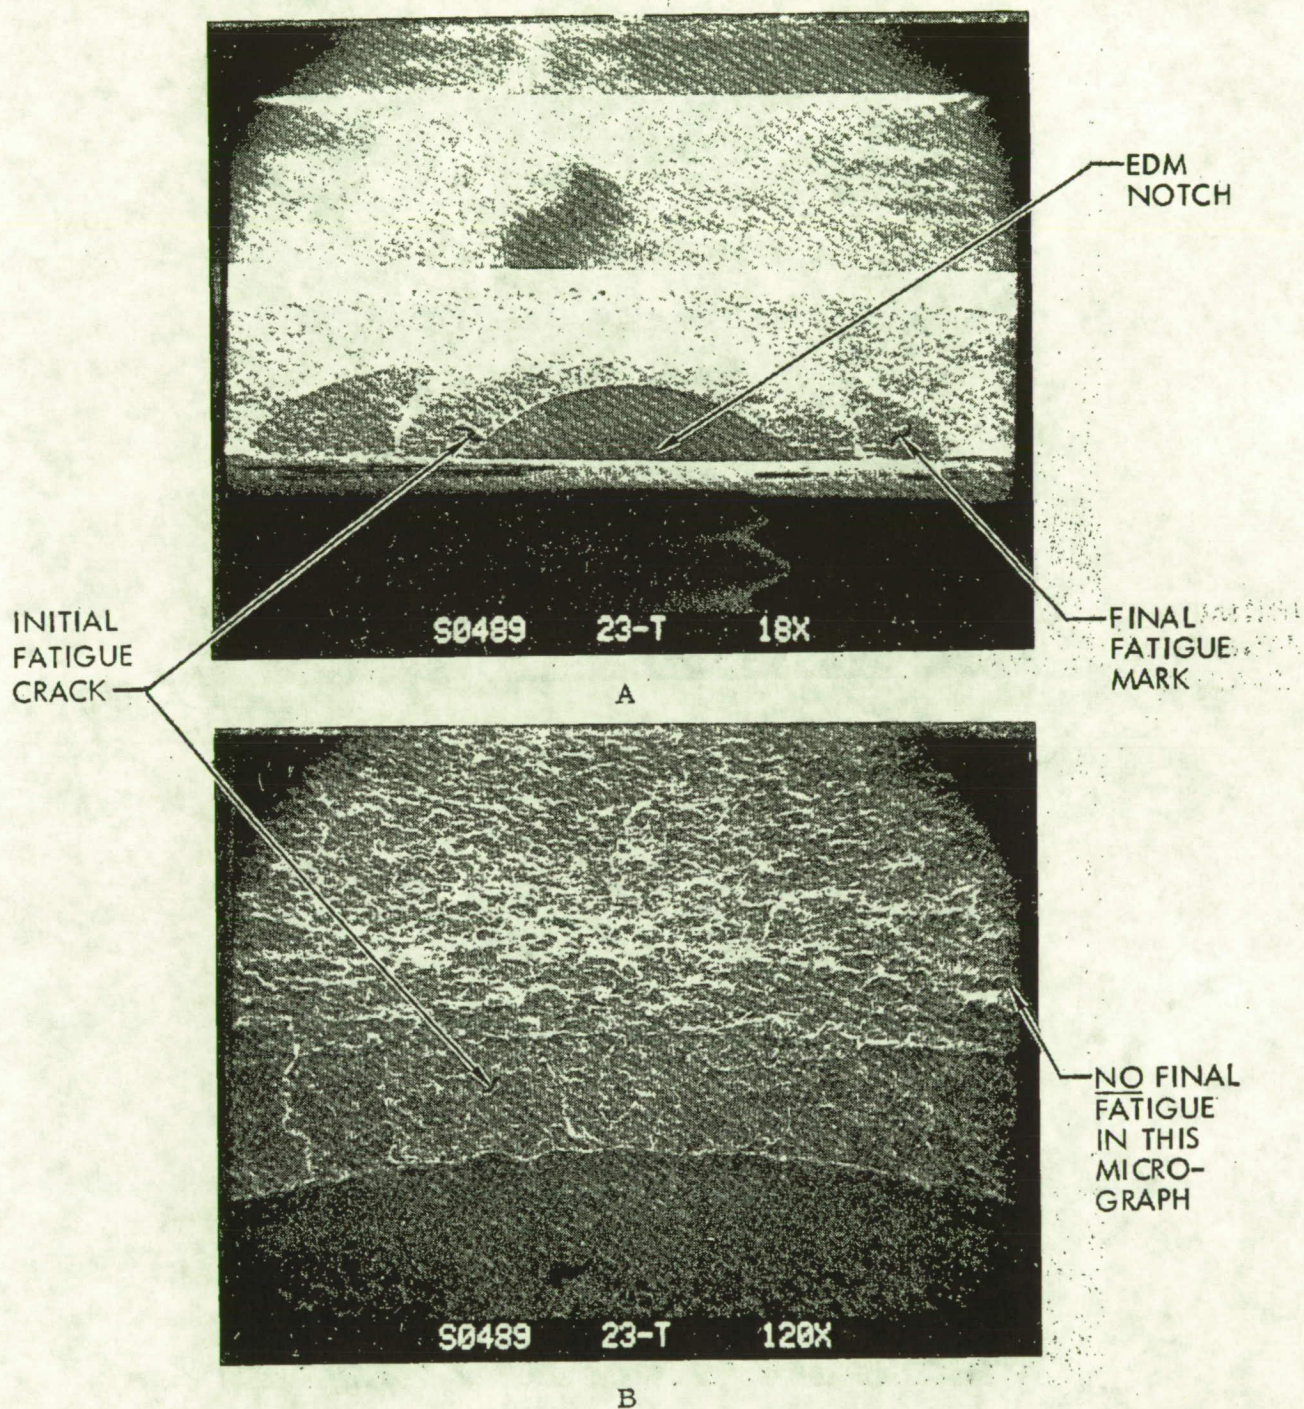 EDM
NOTCH
S0489 23-T 18X
INITIAL
FATIGUE
CRACK
FINAL
FATIGUE
MARK
A
NO FINAL
FATIGUE
IN THIS
MICRO-
GRAPH
S0489 23-T 120X
B